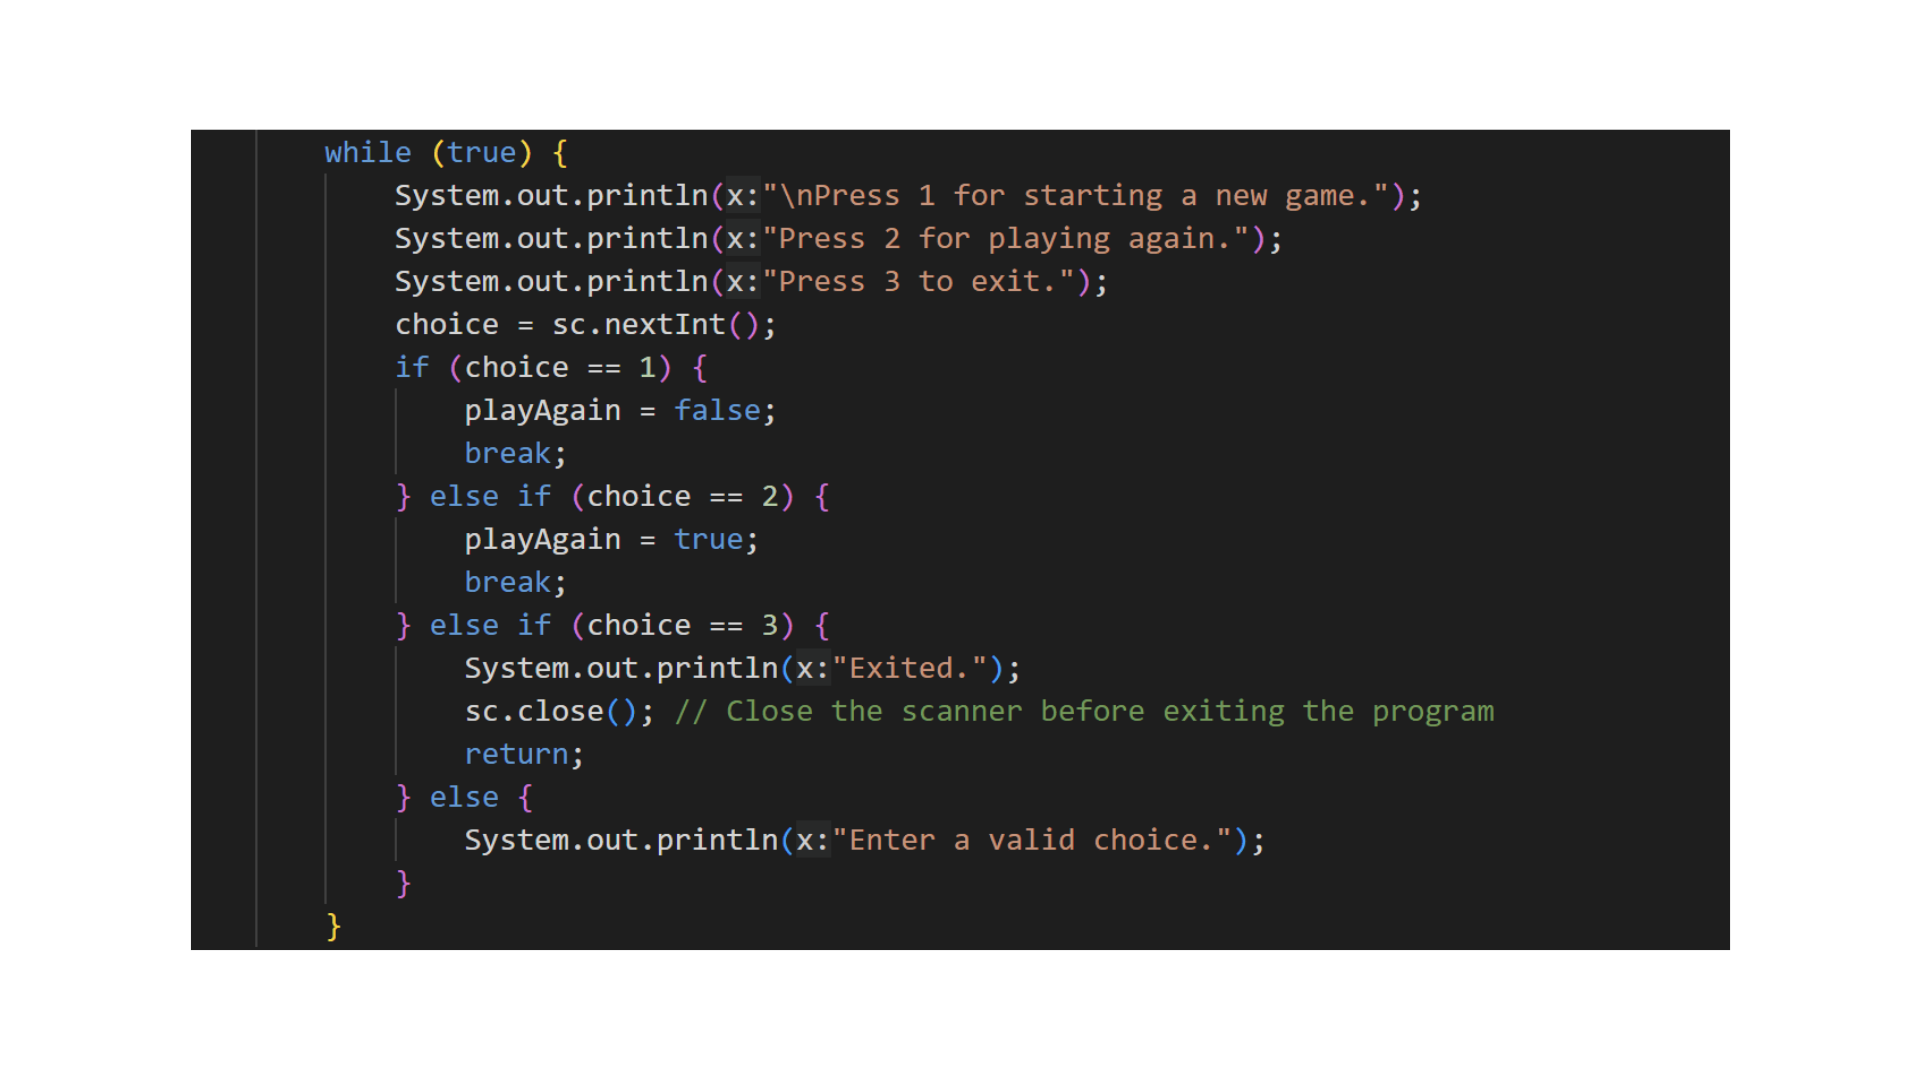 while (true) {
System.out.println(x:"\nPress 1 for starting a new game.");
System.out.println(x:"Press 2 for playing again.");
System.out.println(x:"Press 3 to exit.");
choice = sc.nextInt();
if (choice == 1) {
playAgain = false;
break;
} else if (choice == 2) {
playAgain = true;
break;
} else if (choice == 3) {
System.out.println(x:"Exited.");
sc.close(); // Close the scanner before exiting the program
return;
} else {
System.out.println(x:"Enter a valid choice.");
}
}